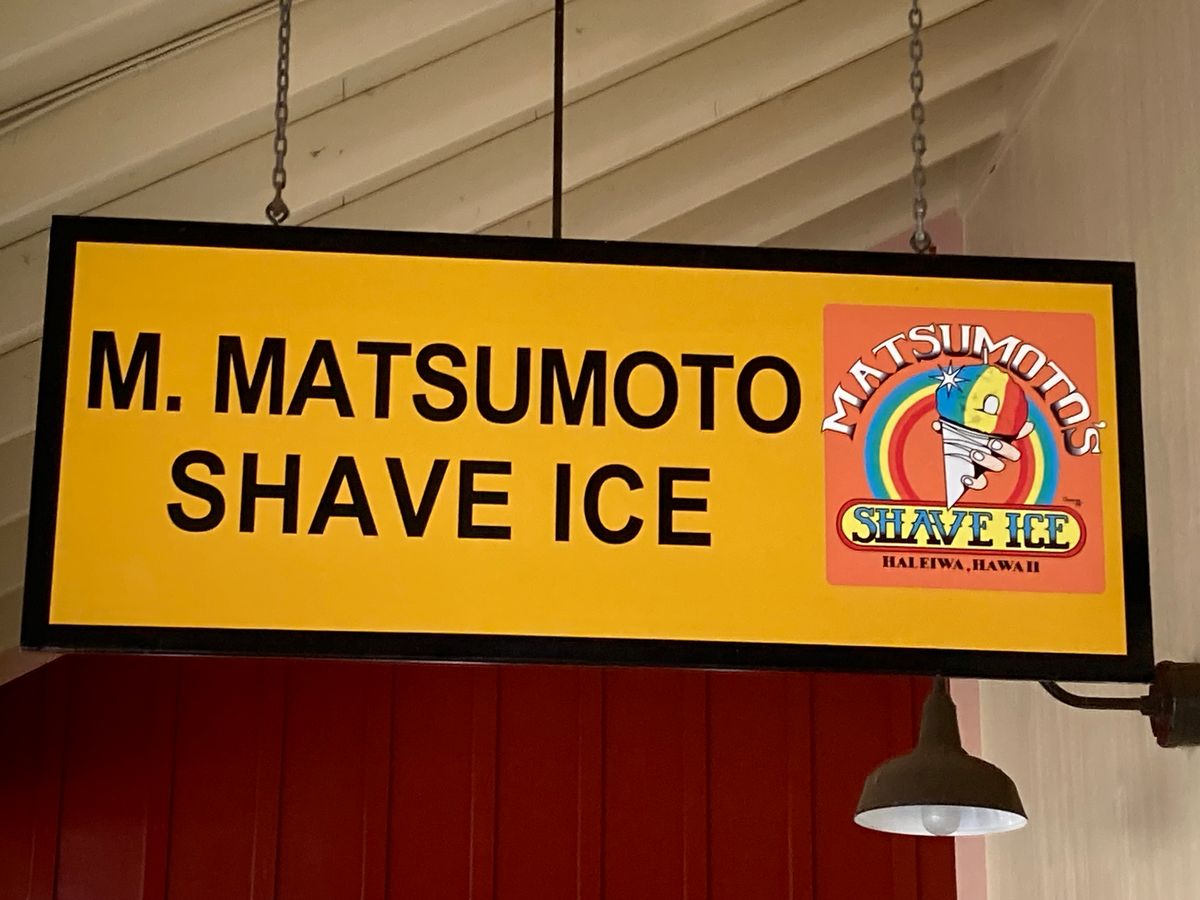 M. MATSUMOTO
SHAVE ICE
MATSUMOTO'S
SHAVE ICE
HALEIWA, HAWAII